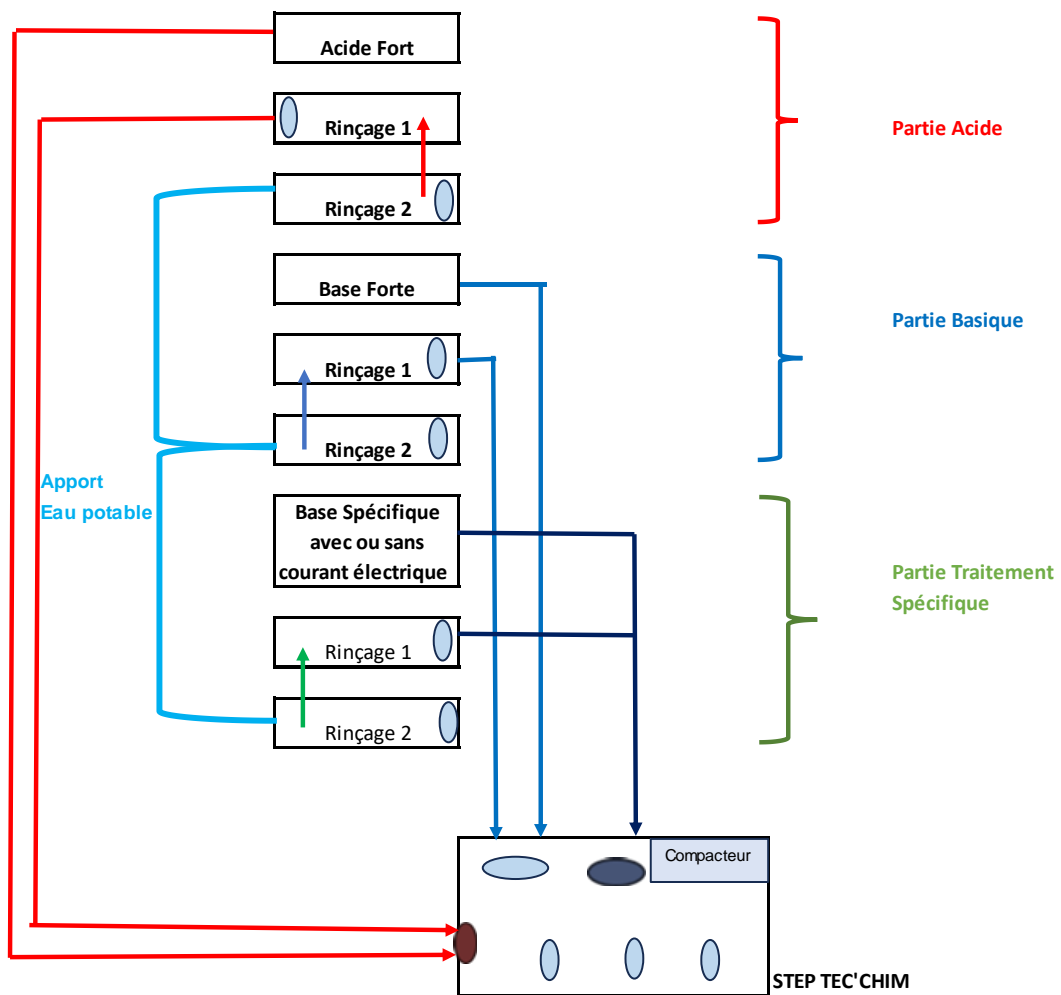 Acide Fort
Rinçage 1
Partie Acide
Rinçage 2
Base Forte
Partie Basique
Rinçage 1
Rinçage 2
Apport
Eau potable
Base Spécifique
avec ou sans
courant électrique
Partie Traitement
Spécifique
Rinçage 1
Rinçage 2
Compacteur
STEP TEC'CHIM